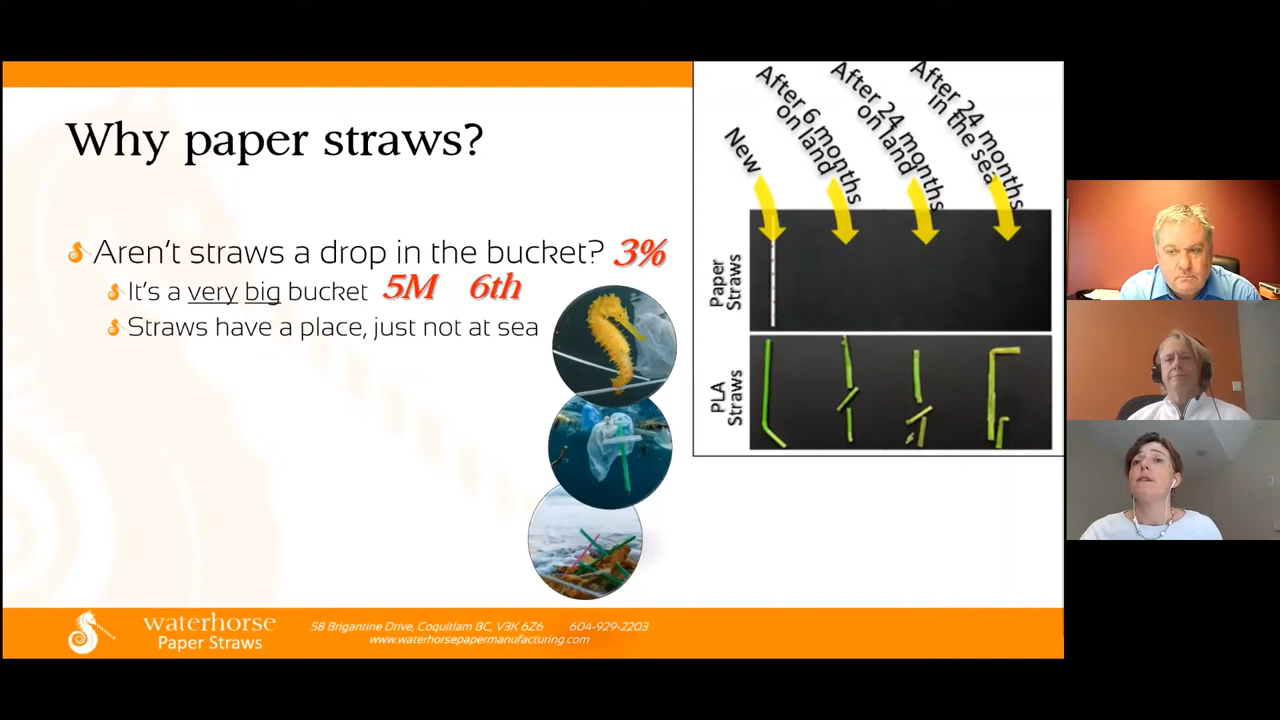 Why paper straws?
Aren't straws a drop in the bucket? 3%
It's a very big bucket 5M 6th
Straws have a place, just not at sea
New
After 6 months
on land
After 24 months
on land
After 24 months
in the sea
Paper
Straws
PLA
Straws
waterhorse
Paper Straws
58 Brigantine Drive, Coquitlam BC, V3K 6Z6 604-929-2203
www.waterhorsepapermanufacturing.com